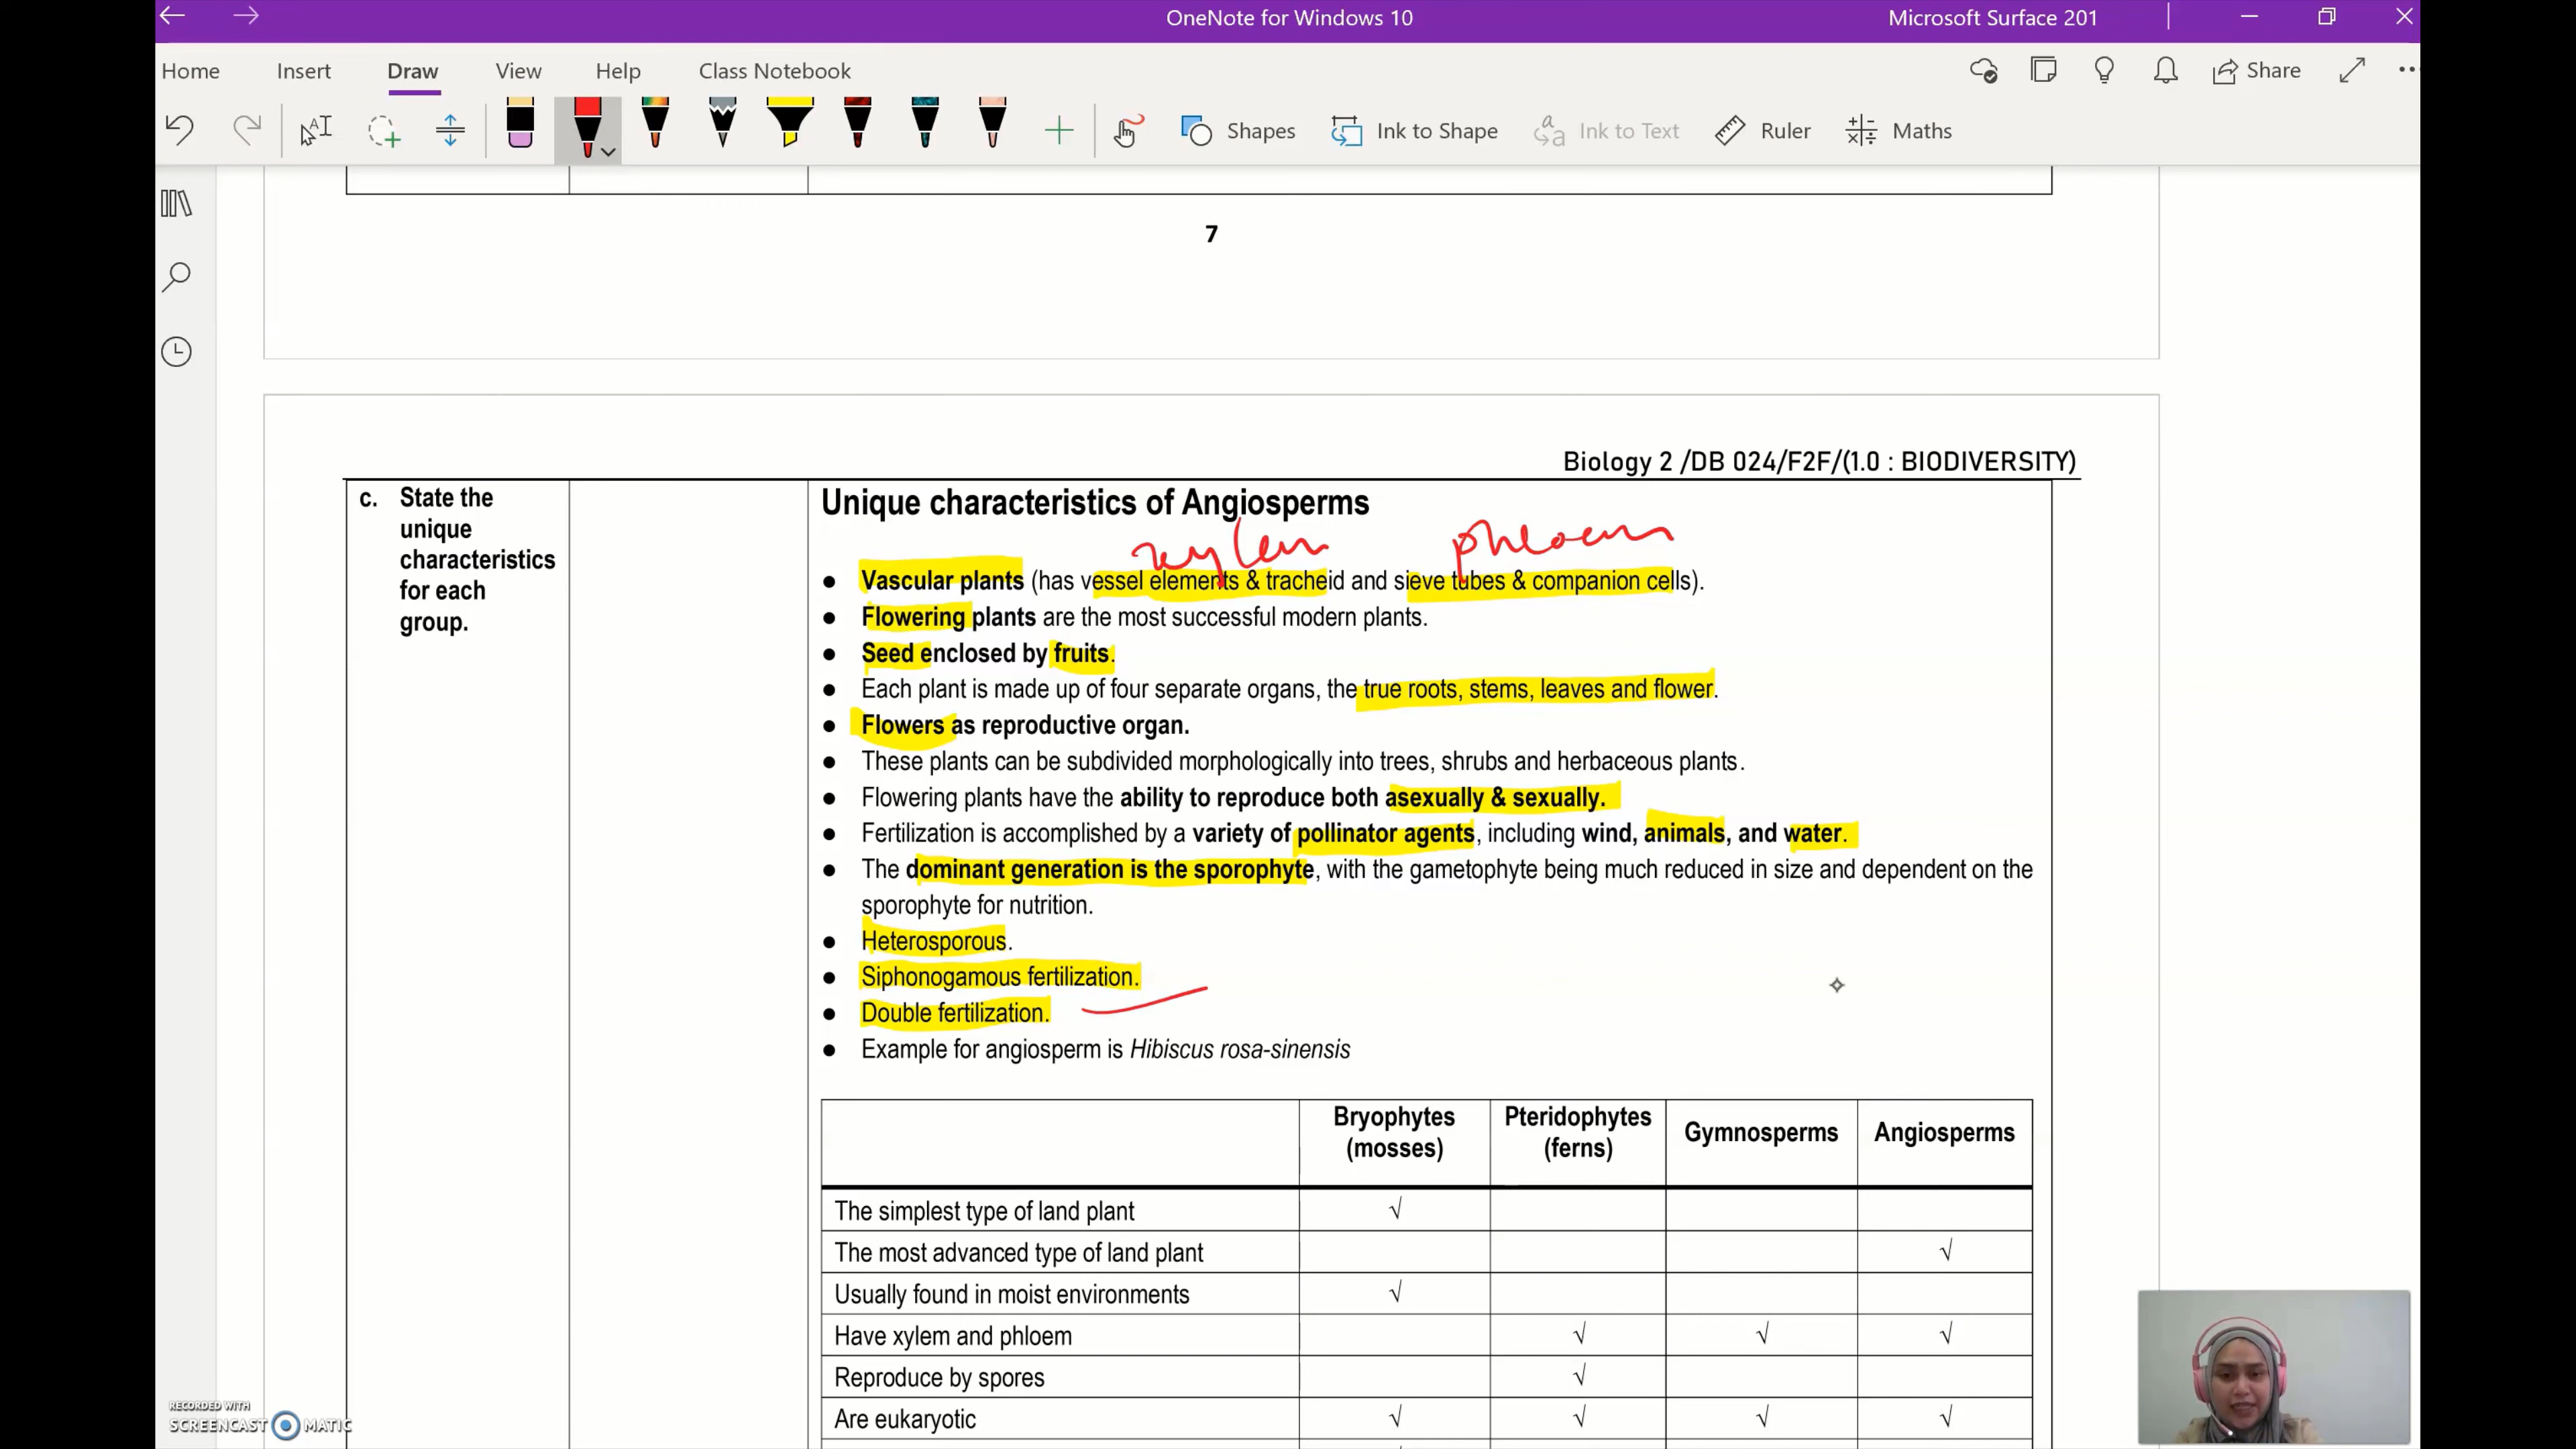 OneNote for Windows 10
Microsoft Surface 201
Home
Insert
Draw
View
Help
Class Notebook
Share
Shapes
Ink to Shape
Ink to Text
Ruler
Maths
7
Biology 2 /DB 024/F2F/(1.0 : BIODIVERSITY)
c. State the
unique
characteristics
for each
group.
Unique characteristics of Angiosperms
xylem phloem
● Vascular plants (has vessel elements & tracheid and sieve tubes & companion cells).
● Flowering plants are the most successful modern plants.
● Seed enclosed by fruits.
● Each plant is made up of four separate organs, the true roots, stems, leaves and flower.
● Flowers as reproductive organ.
● These plants can be subdivided morphologically into trees, shrubs and herbaceous plants.
● Flowering plants have the ability to reproduce both asexually & sexually.
● Fertilization is accomplished by a variety of pollinator agents, including wind, animals, and water.
● The dominant generation is the sporophyte, with the gametophyte being much reduced in size and dependent on the
sporophyte for nutrition.
● Heterosporous.
● Siphonogamous fertilization.
● Double fertilization.
● Example for angiosperm is Hibiscus rosa-sinensis
Bryophytes (mosses) Pteridophytes (ferns) Gymnosperms Angiosperms
The simplest type of land plant √
The most advanced type of land plant √
Usually found in moist environments √
Have xylem and phloem √ √ √
Reproduce by spores √
Are eukaryotic √ √ √ √
RECORDED WITH
SCREENCAST MATIC